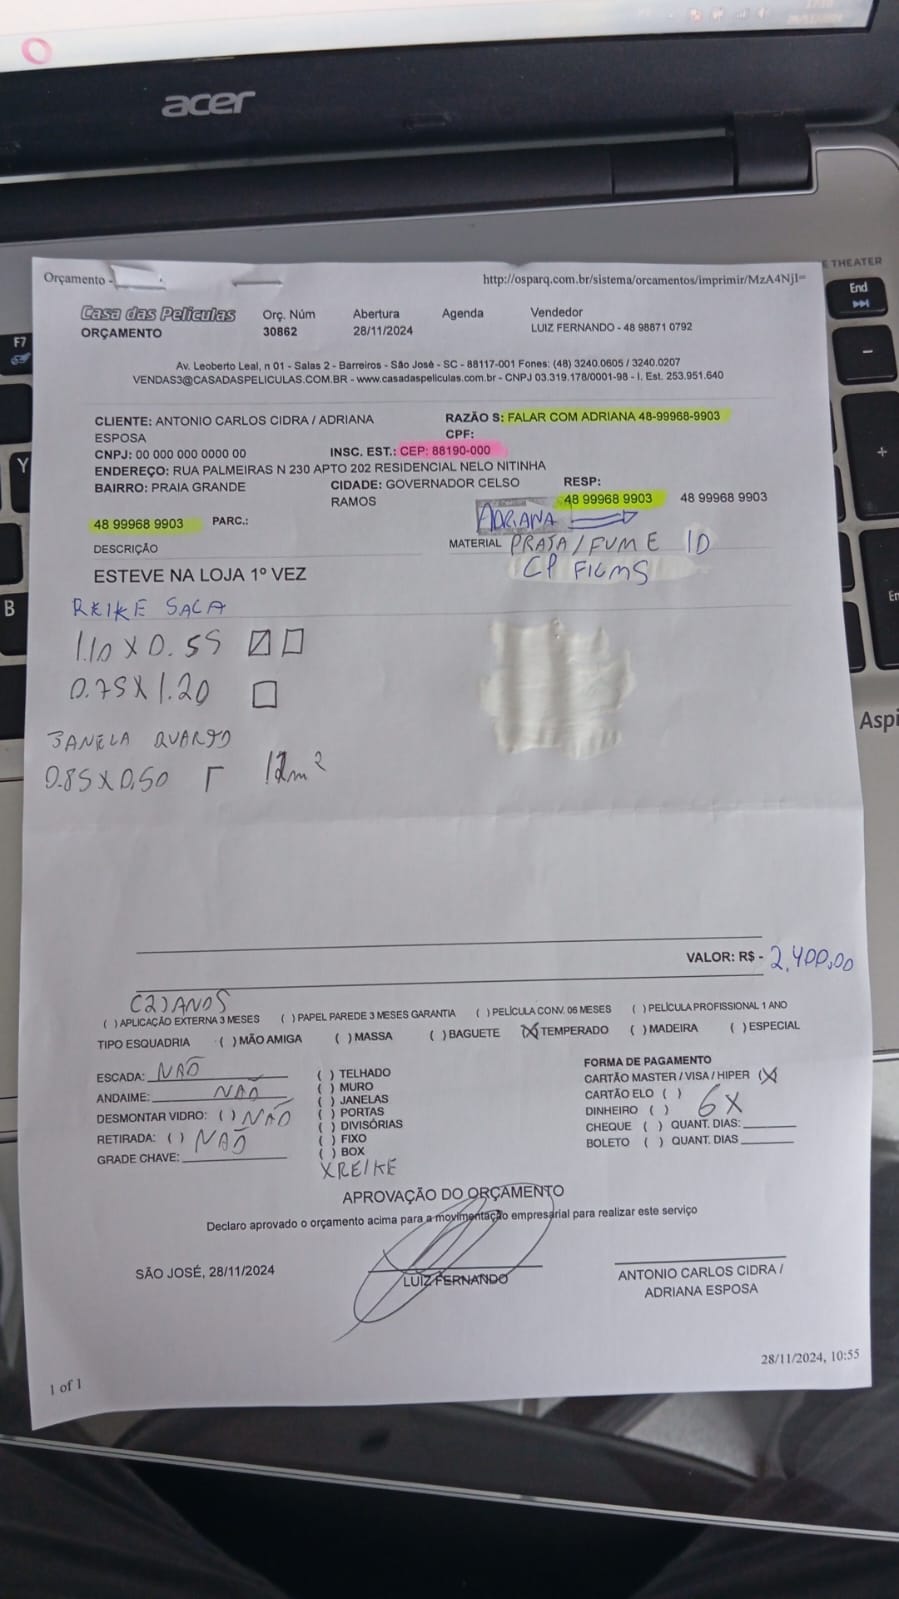 acer
E THEATER
End
F7
Y
B
Aspi
Orçamento - http://osparq.com.br/sistema/orcamentos/imprimir/MzA4NjI=
Casa das Películas Orç. Núm Abertura Agenda Vendedor
ORÇAMENTO 30862 28/11/2024 LUIZ FERNANDO - 48 98871 0792
Av. Leoberto Leal, n 01 - Salas 2 - Barreiros - São José - SC - 88117-001 Fones: (48) 3240.0605 / 3240.0207
VENDAS3@CASADASPELICULAS.COM.BR - www.casadaspeliculas.com.br - CNPJ 03.319.178/0001-98 - I. Est. 253.951.640
CLIENTE: ANTONIO CARLOS CIDRA / ADRIANA RAZÃO S: FALAR COM ADRIANA 48-99968-9903
ESPOSA CPF:
CNPJ: 00 000 000 0000 00 INSC. EST.: CEP: 88190-000
ENDEREÇO: RUA PALMEIRAS N 230 APTO 202 RESIDENCIAL NELO NITINHA
BAIRRO: PRAIA GRANDE CIDADE: GOVERNADOR CELSO RESP:
RAMOS 48 99968 9903 48 99968 9903
48 99968 9903 PARC.: ADRIANA
DESCRIÇÃO MATERIAL PRATA/FUME 10
ESTEVE NA LOJA 1º VEZ CP FILMS
REIKE SALA
1.10 X 0.55
0.75 X 1.20
JANELA QUARTO
0.85 X 0.50 12m²
VALOR: R$ - 2.400,00
(2) ANOS
( ) APLICAÇÃO EXTERNA 3 MESES ( ) PAPEL PAREDE 3 MESES GARANTIA ( ) PELÍCULA CONV. 06 MESES ( ) PELÍCULA PROFISSIONAL 1 ANO
TIPO ESQUADRIA ( ) MÃO AMIGA ( ) MASSA ( ) BAGUETE (X) TEMPERADO ( ) MADEIRA ( ) ESPECIAL
ESCADA: NÃO ( ) TELHADO FORMA DE PAGAMENTO
( ) MURO CARTÃO MASTER / VISA / HIPER (X)
ANDAIME: NÃO ( ) JANELAS CARTÃO ELO ( )
DESMONTAR VIDRO: ( ) NÃO ( ) PORTAS DINHEIRO ( ) 6X
( ) DIVISÓRIAS CHEQUE ( ) QUANT. DIAS:
RETIRADA: ( ) NÃO ( ) FIXO BOLETO ( ) QUANT. DIAS
GRADE CHAVE: ( ) BOX
X REIKE
APROVAÇÃO DO ORÇAMENTO
Declaro aprovado o orçamento acima para a movimentação empresarial para realizar este serviço
SÃO JOSÉ, 28/11/2024 LUIZ FERNANDO ANTONIO CARLOS CIDRA /
ADRIANA ESPOSA
28/11/2024, 10:55
1 of 1